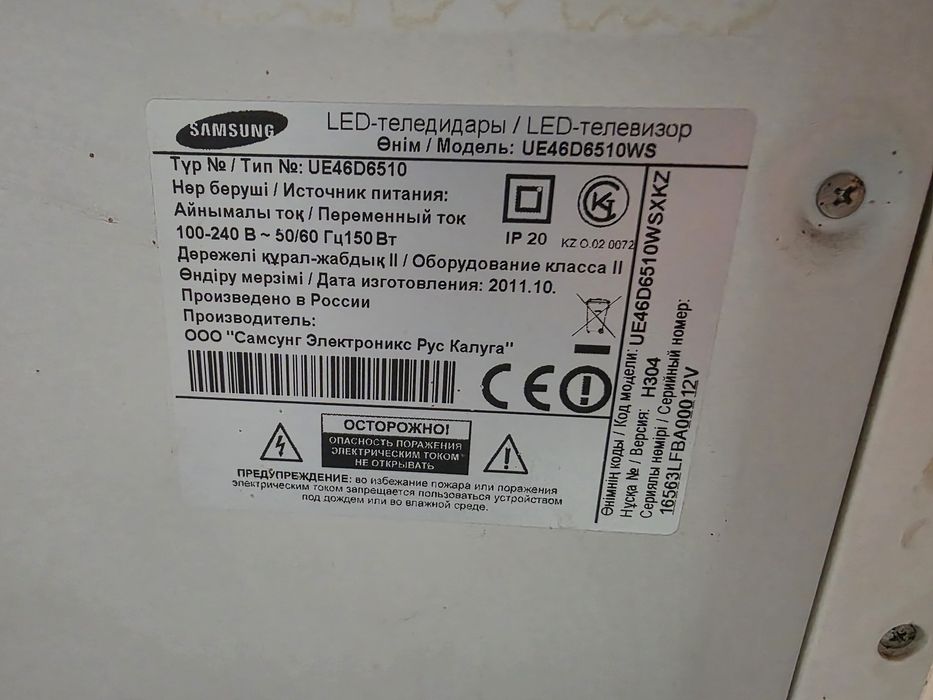 SAMSUNG
LED-теледидары / LED-телевизор
Өнім / Модель: UE46D6510WS
Түр № / Тип №: UE46D6510
Нәр беруші / Источник питания:
Айнымалы ток / Переменный ток
100-240 В ~ 50/60 Гц150 Вт
Дәрежелі құрал-жабдық II / Оборудование класса II
Өндіру мерзімі / Дата изготовления: 2011.10.
Произведено в России
Производитель:
ООО "Самсунг Электроникс Рус Калуга"
IP 20
KZ O.02 0072
CE
ОСТОРОЖНО!
ОПАСНОСТЬ ПОРАЖЕНИЯ
ЭЛЕКТРИЧЕСКИМ ТОКОМ
НЕ ОТКРЫВАТЬ
ПРЕДУПРЕЖДЕНИЕ: во избежание пожара или поражения
электрическим током запрещается пользоваться устройством
под дождем или во влажной среде.
Өнімнің коды / Код модели: UE46D6510WSXKZ
Нұсқа № / Версия: H304
Сериялы нөмірі / Серийный номер:
16563LFBA00012V